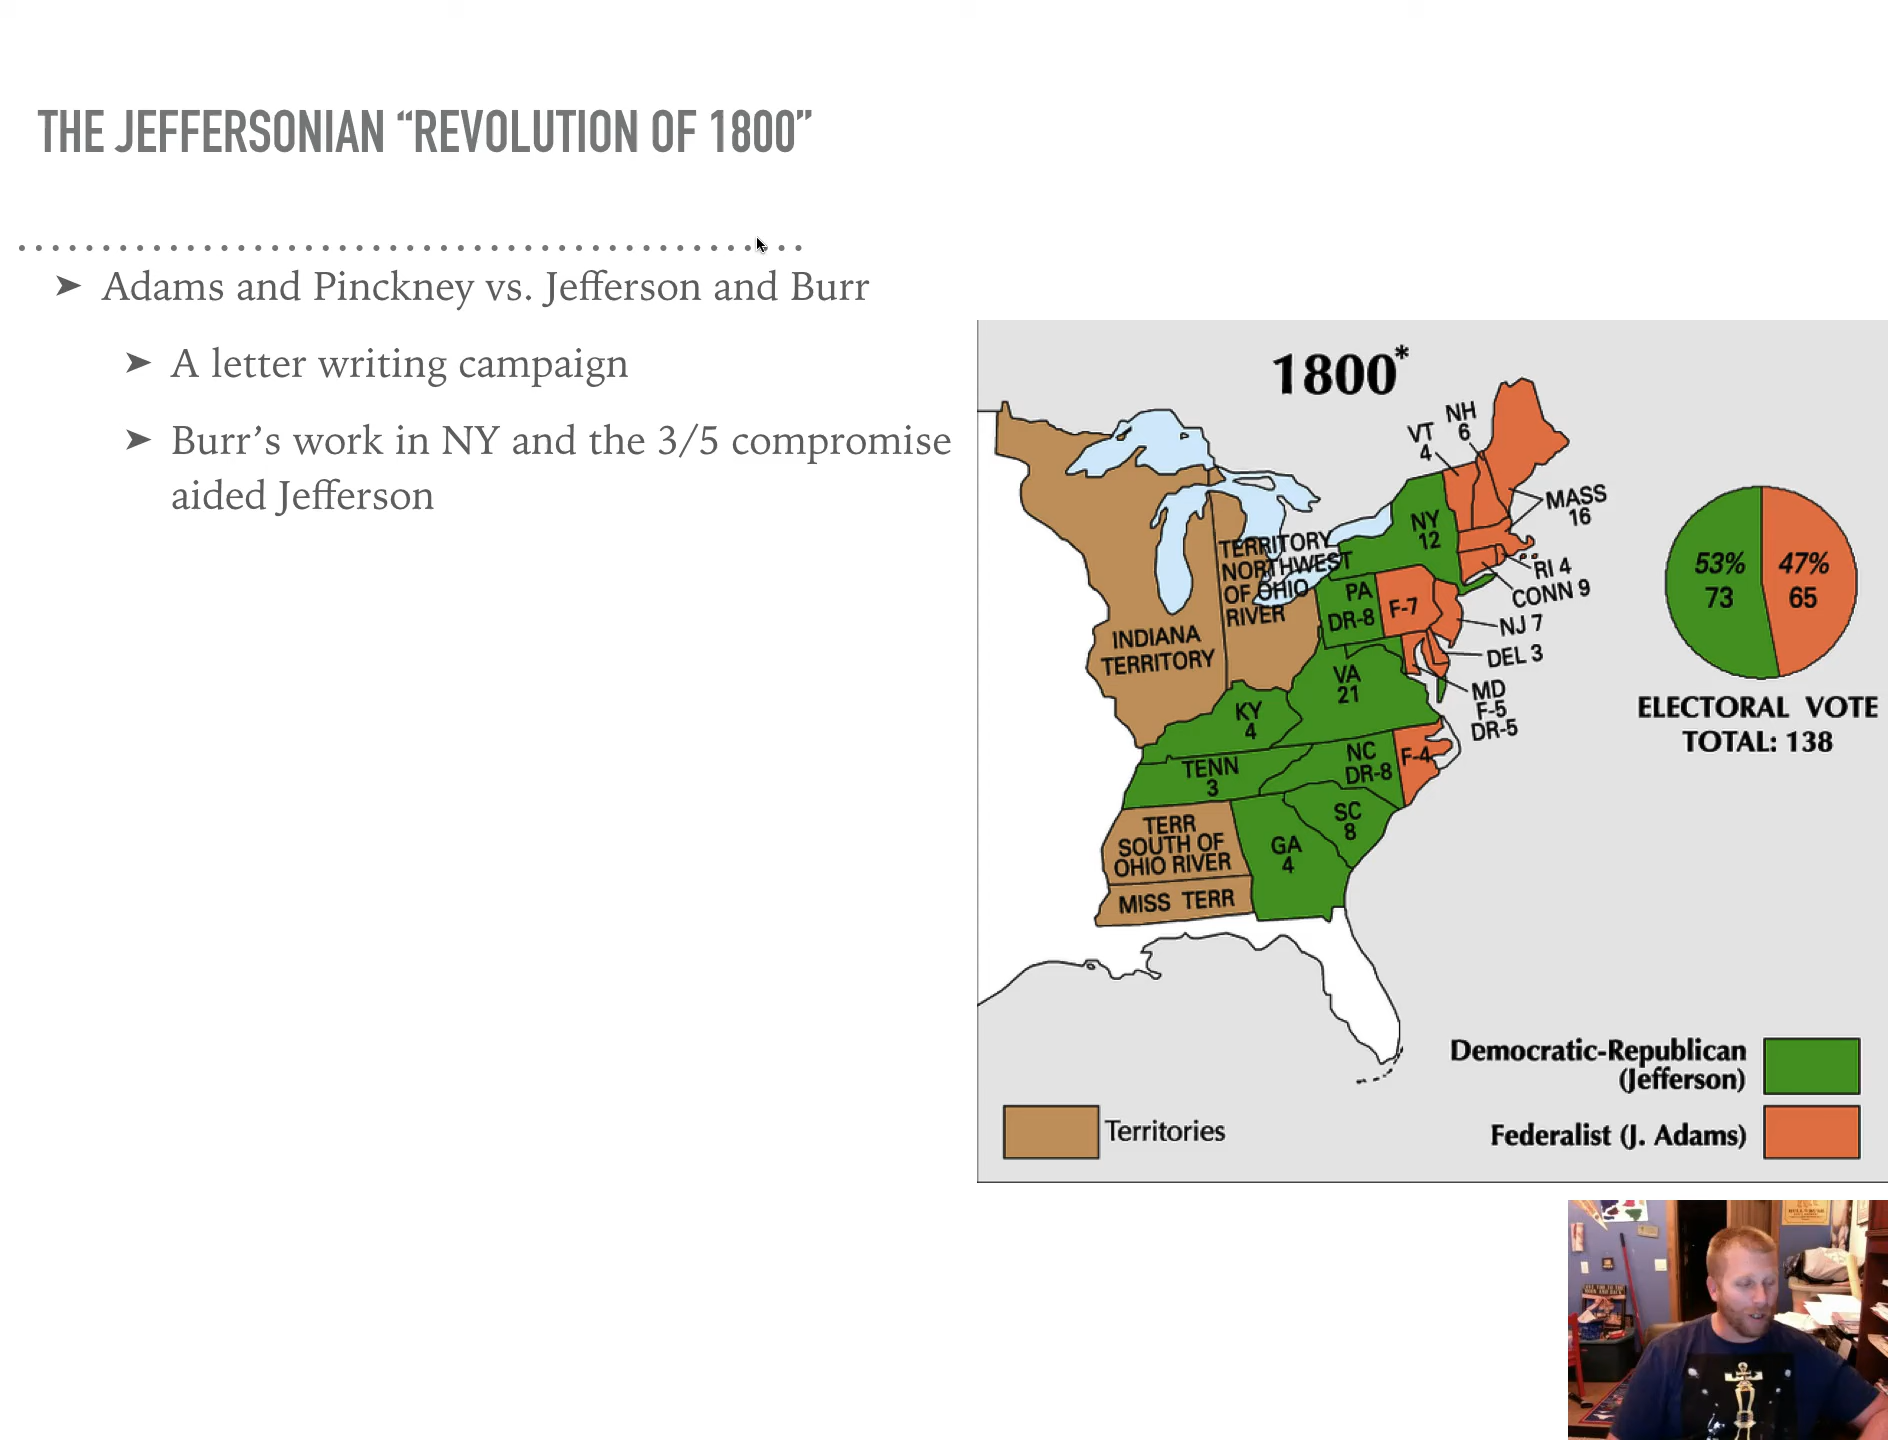 THE JEFFERSONIAN “REVOLUTION OF 1800”
➤ Adams and Pinckney vs. Jefferson and Burr
➤ A letter writing campaign
➤ Burr’s work in NY and the 3/5 compromise
aided Jefferson
1800*
NH
6
VT
4
MASS
16
NY
12
RI 4
CONN 9
TERRITORY
NORTHWEST
OF OHIO
RIVER
PA
DR-8
F-7
NJ 7
DEL 3
INDIANA
TERRITORY
VA
21
MD
F-5
DR-5
KY
4
TENN
3
NC
DR-8
F-4
SC
8
GA
4
TERR
SOUTH OF
OHIO RIVER
MISS TERR
53%
73
47%
65
ELECTORAL VOTE
TOTAL: 138
Democratic-Republican
(Jefferson)
Federalist (J. Adams)
Territories